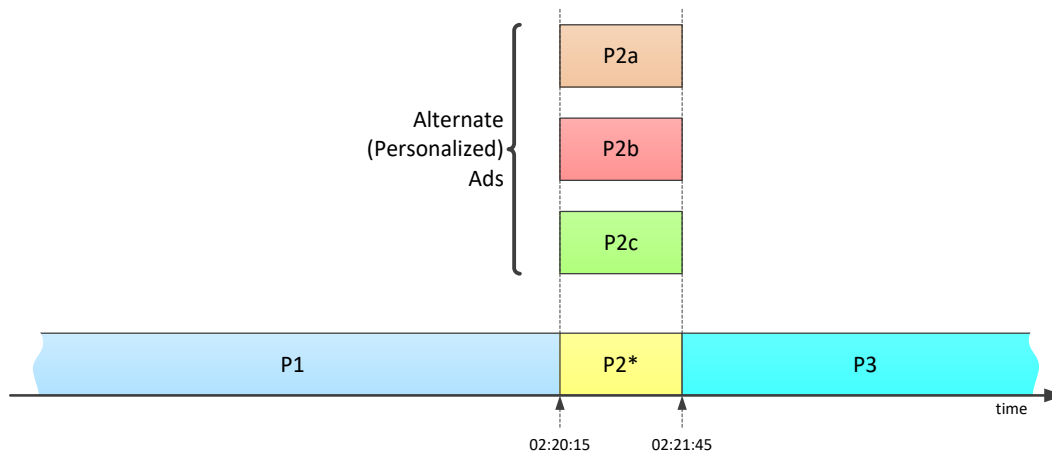 P2a
Alternate
(Personalized)
Ads
P2b
P2c
P1
P2*
P3
time
02:20:15
02:21:45